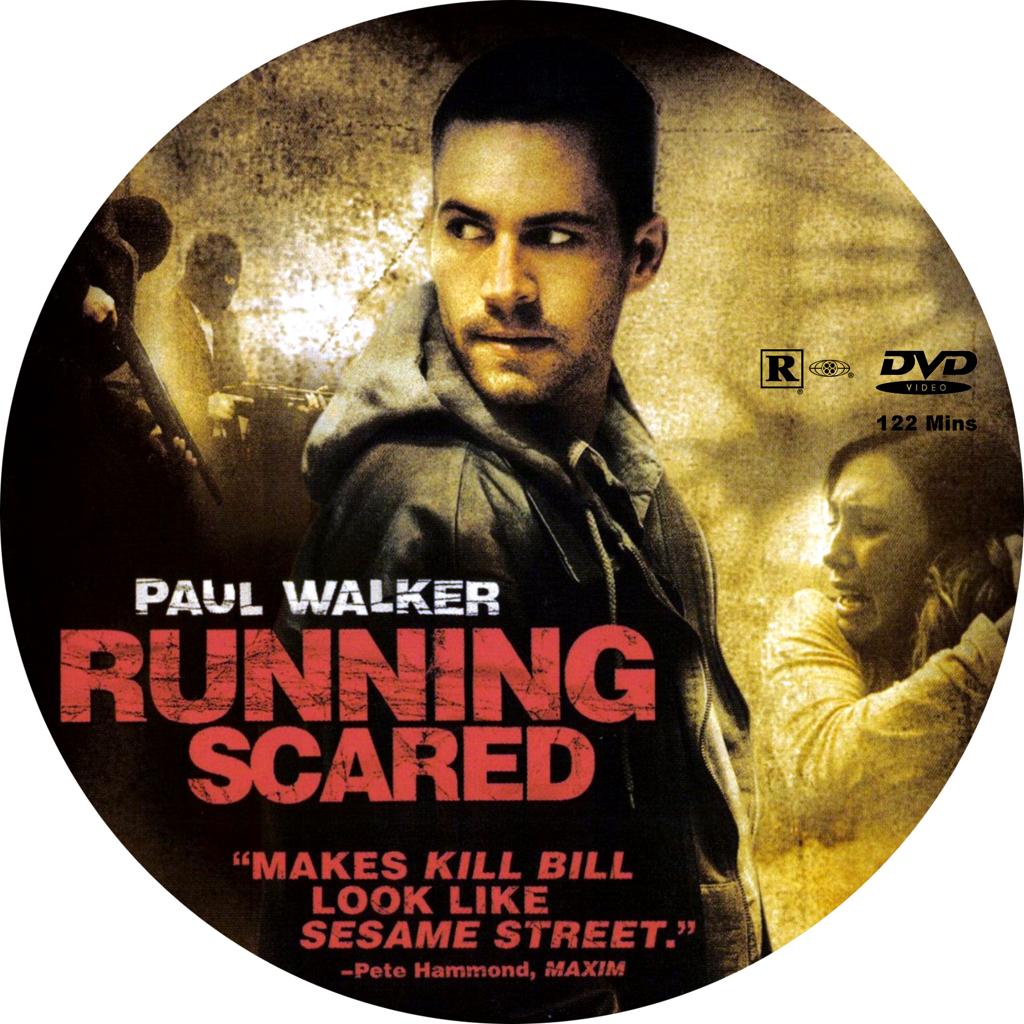 R
DVD
VIDEO
122 Mins
PAUL WALKER
RUNNING
SCARED
“MAKES KILL BILL
LOOK LIKE
SESAME STREET.”
–Pete Hammond, MAXIM